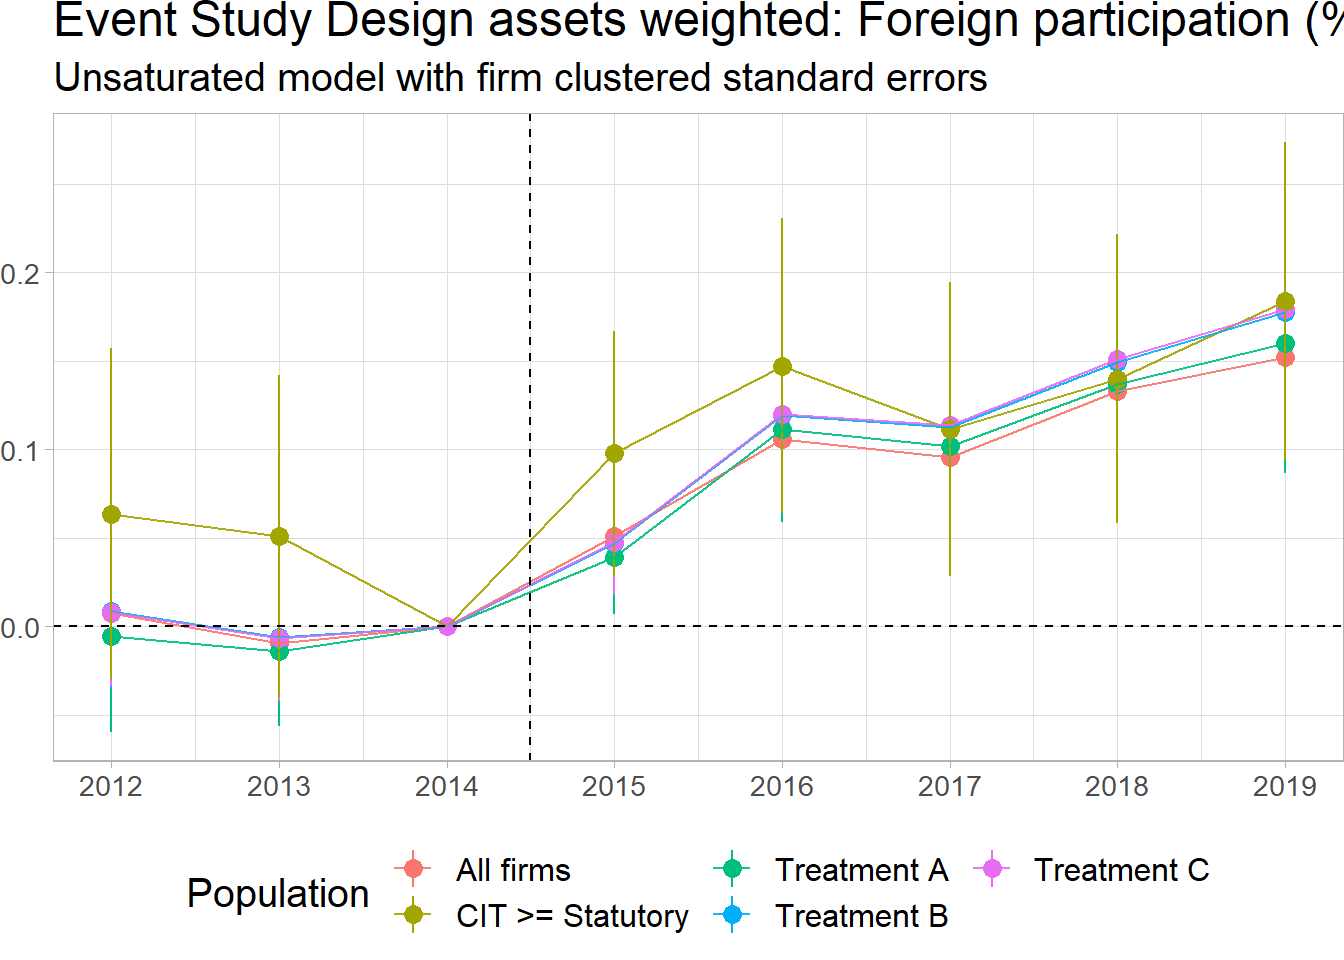 Event Study Design assets weighted: Foreign participation (%
Unsaturated model with firm clustered standard errors
0.2
0.1
0.0
2012 2013 2014 2015 2016 2017 2018 2019
Population
All firms Treatment A Treatment C
CIT >= Statutory Treatment B